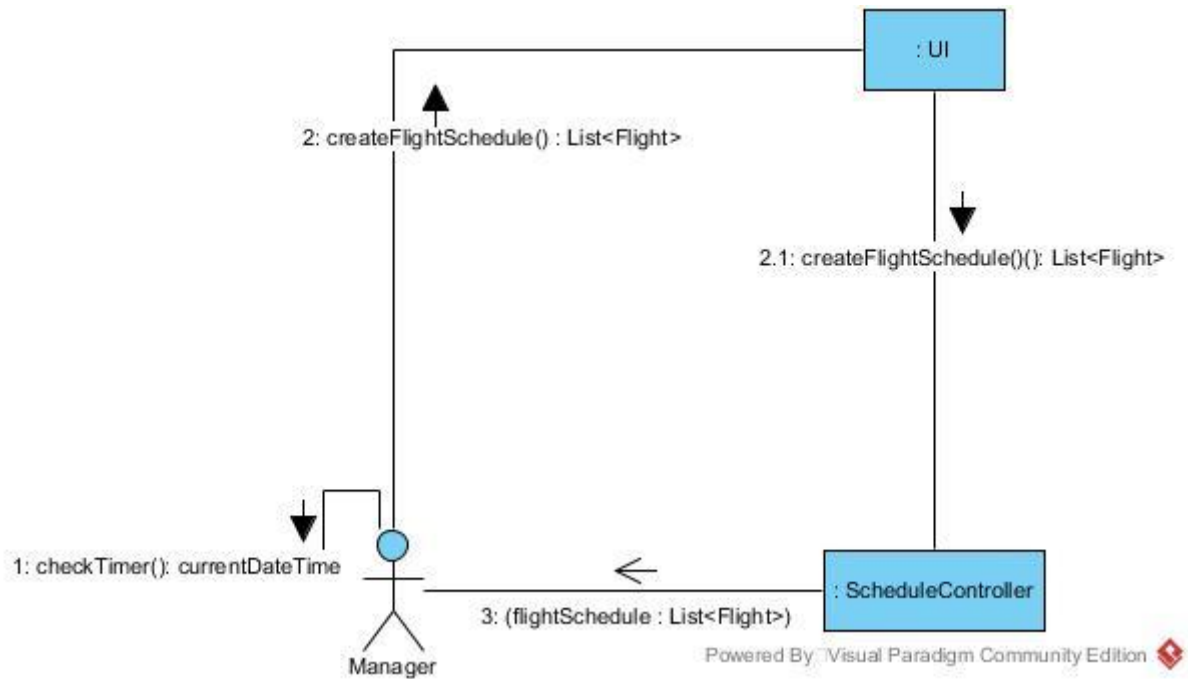 : UI
2: createFlightSchedule() : List<Flight>
2.1: createFlightSchedule()(): List<Flight>
1: checkTimer(): currentDateTime
: ScheduleController
3: (flightSchedule : List<Flight>)
Manager
Powered By Visual Paradigm Community Edition